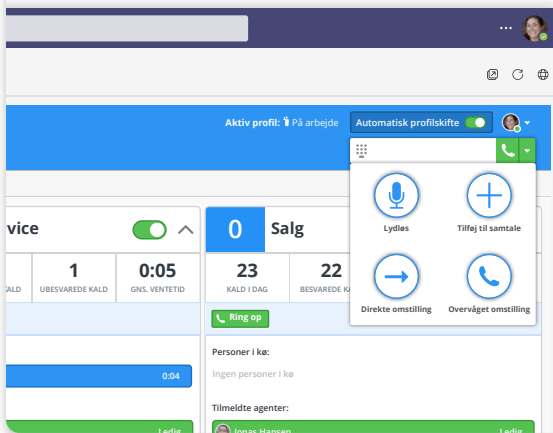 Aktiv profil: På arbejde
Automatisk profilskifte
Lydløs
Tilføj til samtale
Direkte omstilling
Overvåget omstilling
vice
1
0:05
UBESVAREDE KALD
GNS. VENTETID
0:04
Ledig
0
Salg
23
22
KALD I DAG
BESVAREDE
Ring op
Personer i kø:
Ingen personer i kø
Tilmeldte agenter:
Jonas Hansen
Ledig